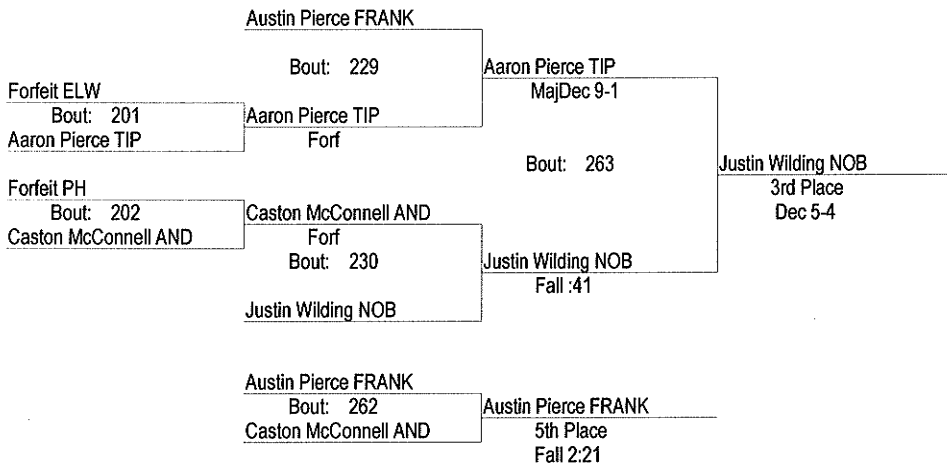 Austin Pierce FRANK
Bout: 229
Aaron Pierce TIP
MajDec 9-1
Forfeit ELW
Bout: 201
Aaron Pierce TIP
Forf
Aaron Pierce TIP
Bout: 263
Justin Wilding NOB
3rd Place
Dec 5-4
Forfeit PH
Bout: 202
Caston McConnell AND
Forf
Caston McConnell AND
Bout: 230
Justin Wilding NOB
Fall :41
Justin Wilding NOB
Austin Pierce FRANK
Bout: 262
Austin Pierce FRANK
Caston McConnell AND
5th Place
Fall 2:21